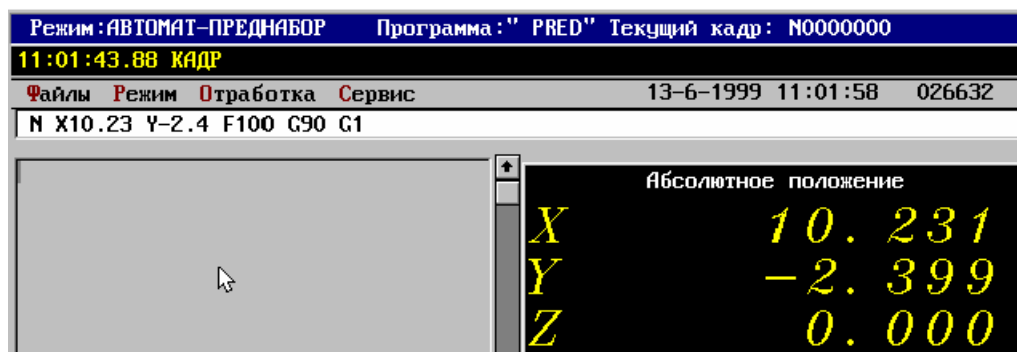 Режим:АВТОМАТ-ПРЕДНАБОР Программа:" PRED" Текущий кадр: N0000000
11:01:43.88 КАДР
Файлы Режим Отработка Сервис 13-6-1999 11:01:58 026632
N X10.23 Y-2.4 F100 G90 G1
Абсолютное положение
X 10.231
Y -2.399
Z 0.000